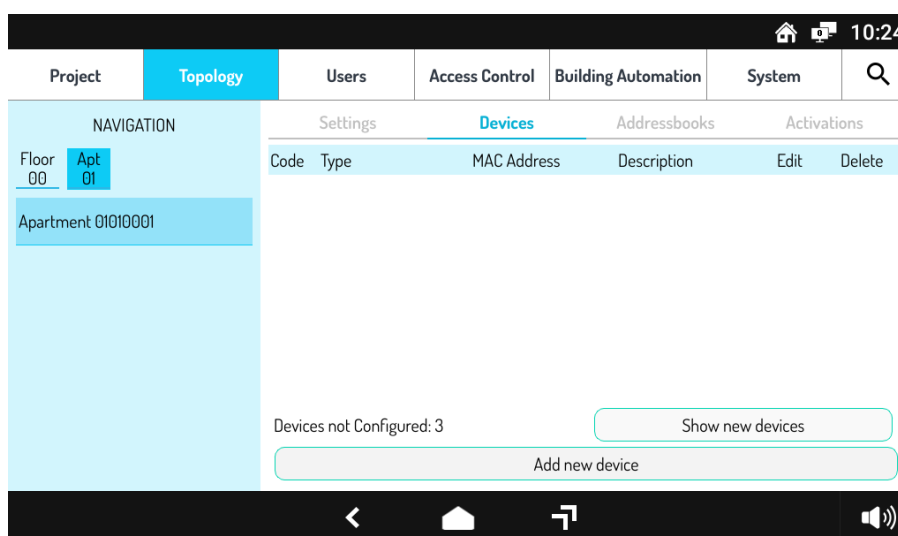 0
10:24
Project Topology Users Access Control Building Automation System
NAVIGATION Settings Devices Addressbooks Activations
Floor Apt
00 01
Code Type MAC Address Description Edit Delete
Apartment 01010001
Devices not Configured: 3 Show new devices
Add new device